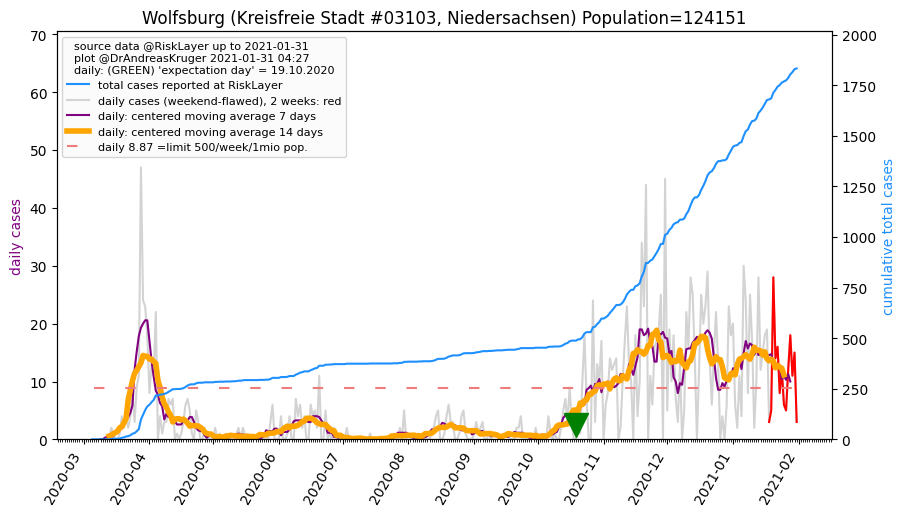 Wolfsburg (Kreisfreie Stadt #03103, Niedersachsen) Population=124151
source data @RiskLayer up to 2021-01-31
plot @DrAndreasKruger 2021-01-31 04:27
daily: (GREEN) 'expectation day' = 19.10.2020
total cases reported at RiskLayer
daily cases (weekend-flawed), 2 weeks: red
daily: centered moving average 7 days
daily: centered moving average 14 days
daily 8.87 =limit 500/week/1mio pop.
daily cases
70
60
50
40
30
20
10
0
cumulative total cases
2000
1750
1500
1250
1000
750
500
250
0
2020-03
2020-04
2020-05
2020-06
2020-07
2020-08
2020-09
2020-10
2020-11
2020-12
2021-01
2021-02